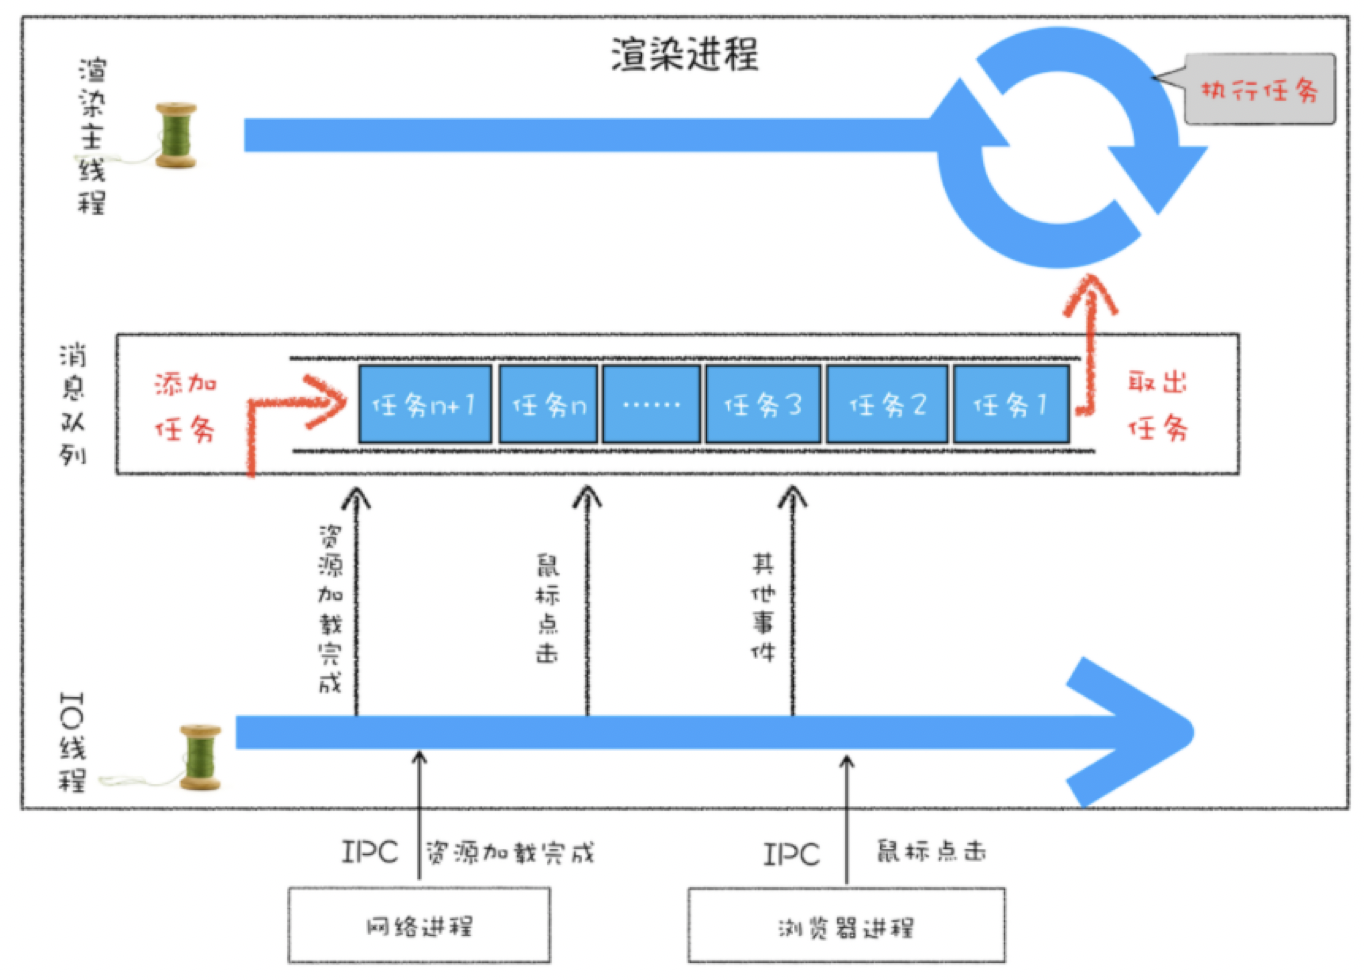 渲染进程
渲染主线程
执行任务
消息队列
添加
任务
任务n+1
任务n
······
任务3
任务2
任务1
取出
任务
资源加载完成
鼠标点击
其他事件
IO线程
IPC
资源加载完成
IPC
鼠标点击
网络进程
浏览器进程